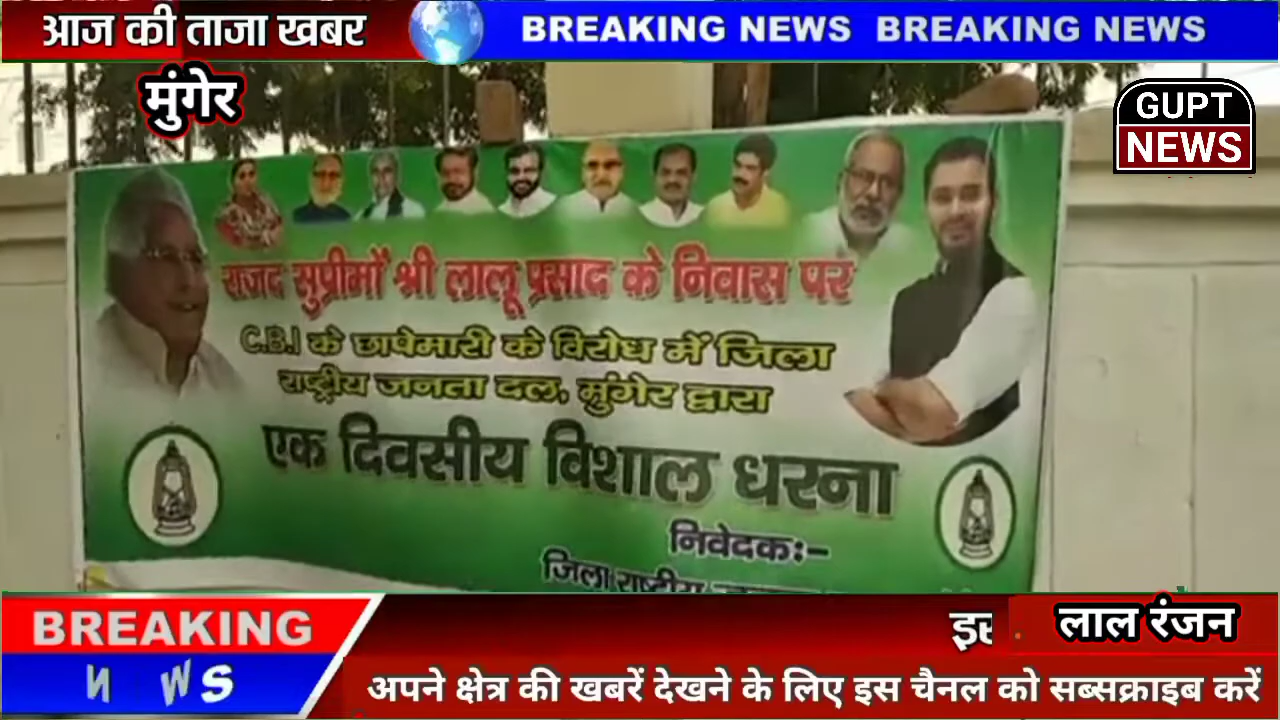 आज की ताजा खबर
BREAKING NEWS BREAKING NEWS
मुंगेर
GUPT
NEWS
राजद सुप्रीमों श्री लालू प्रसाद के निवास पर
C.B.I के छापेमारी के विरोध में जिला
राष्ट्रीय जनता दल, मुंगेर द्वारा
एक दिवसीय विशाल धरना
निवेदकः-
जिला राष्ट्रीय
BREAKING
N WS
लाल रंजन
अपने क्षेत्र की खबरें देखने के लिए इस चैनल को सब्सक्राइब करें